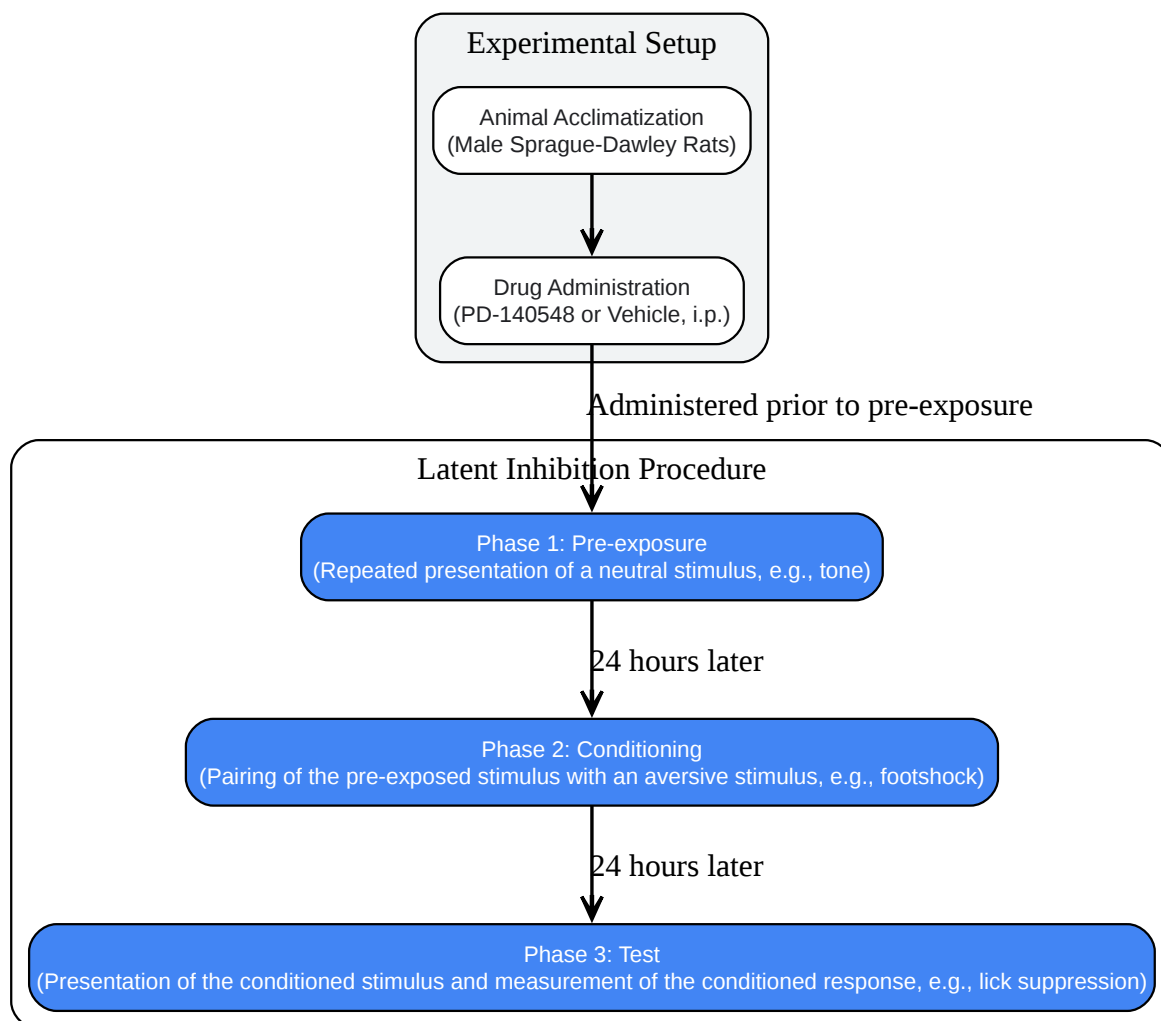 Experimental Setup
Animal Acclimatization
(Male Sprague-Dawley Rats)
Drug Administration
(PD-140548 or Vehicle, i.p.)
Administered prior to pre-exposure
Latent Inhibition Procedure
Phase 1: Pre-exposure
(Repeated presentation of a neutral stimulus, e.g., tone)
24 hours later
Phase 2: Conditioning
(Pairing of the pre-exposed stimulus with an aversive stimulus, e.g., footshock)
24 hours later
Phase 3: Test
(Presentation of the conditioned stimulus and measurement of the conditioned response, e.g., lick suppression)